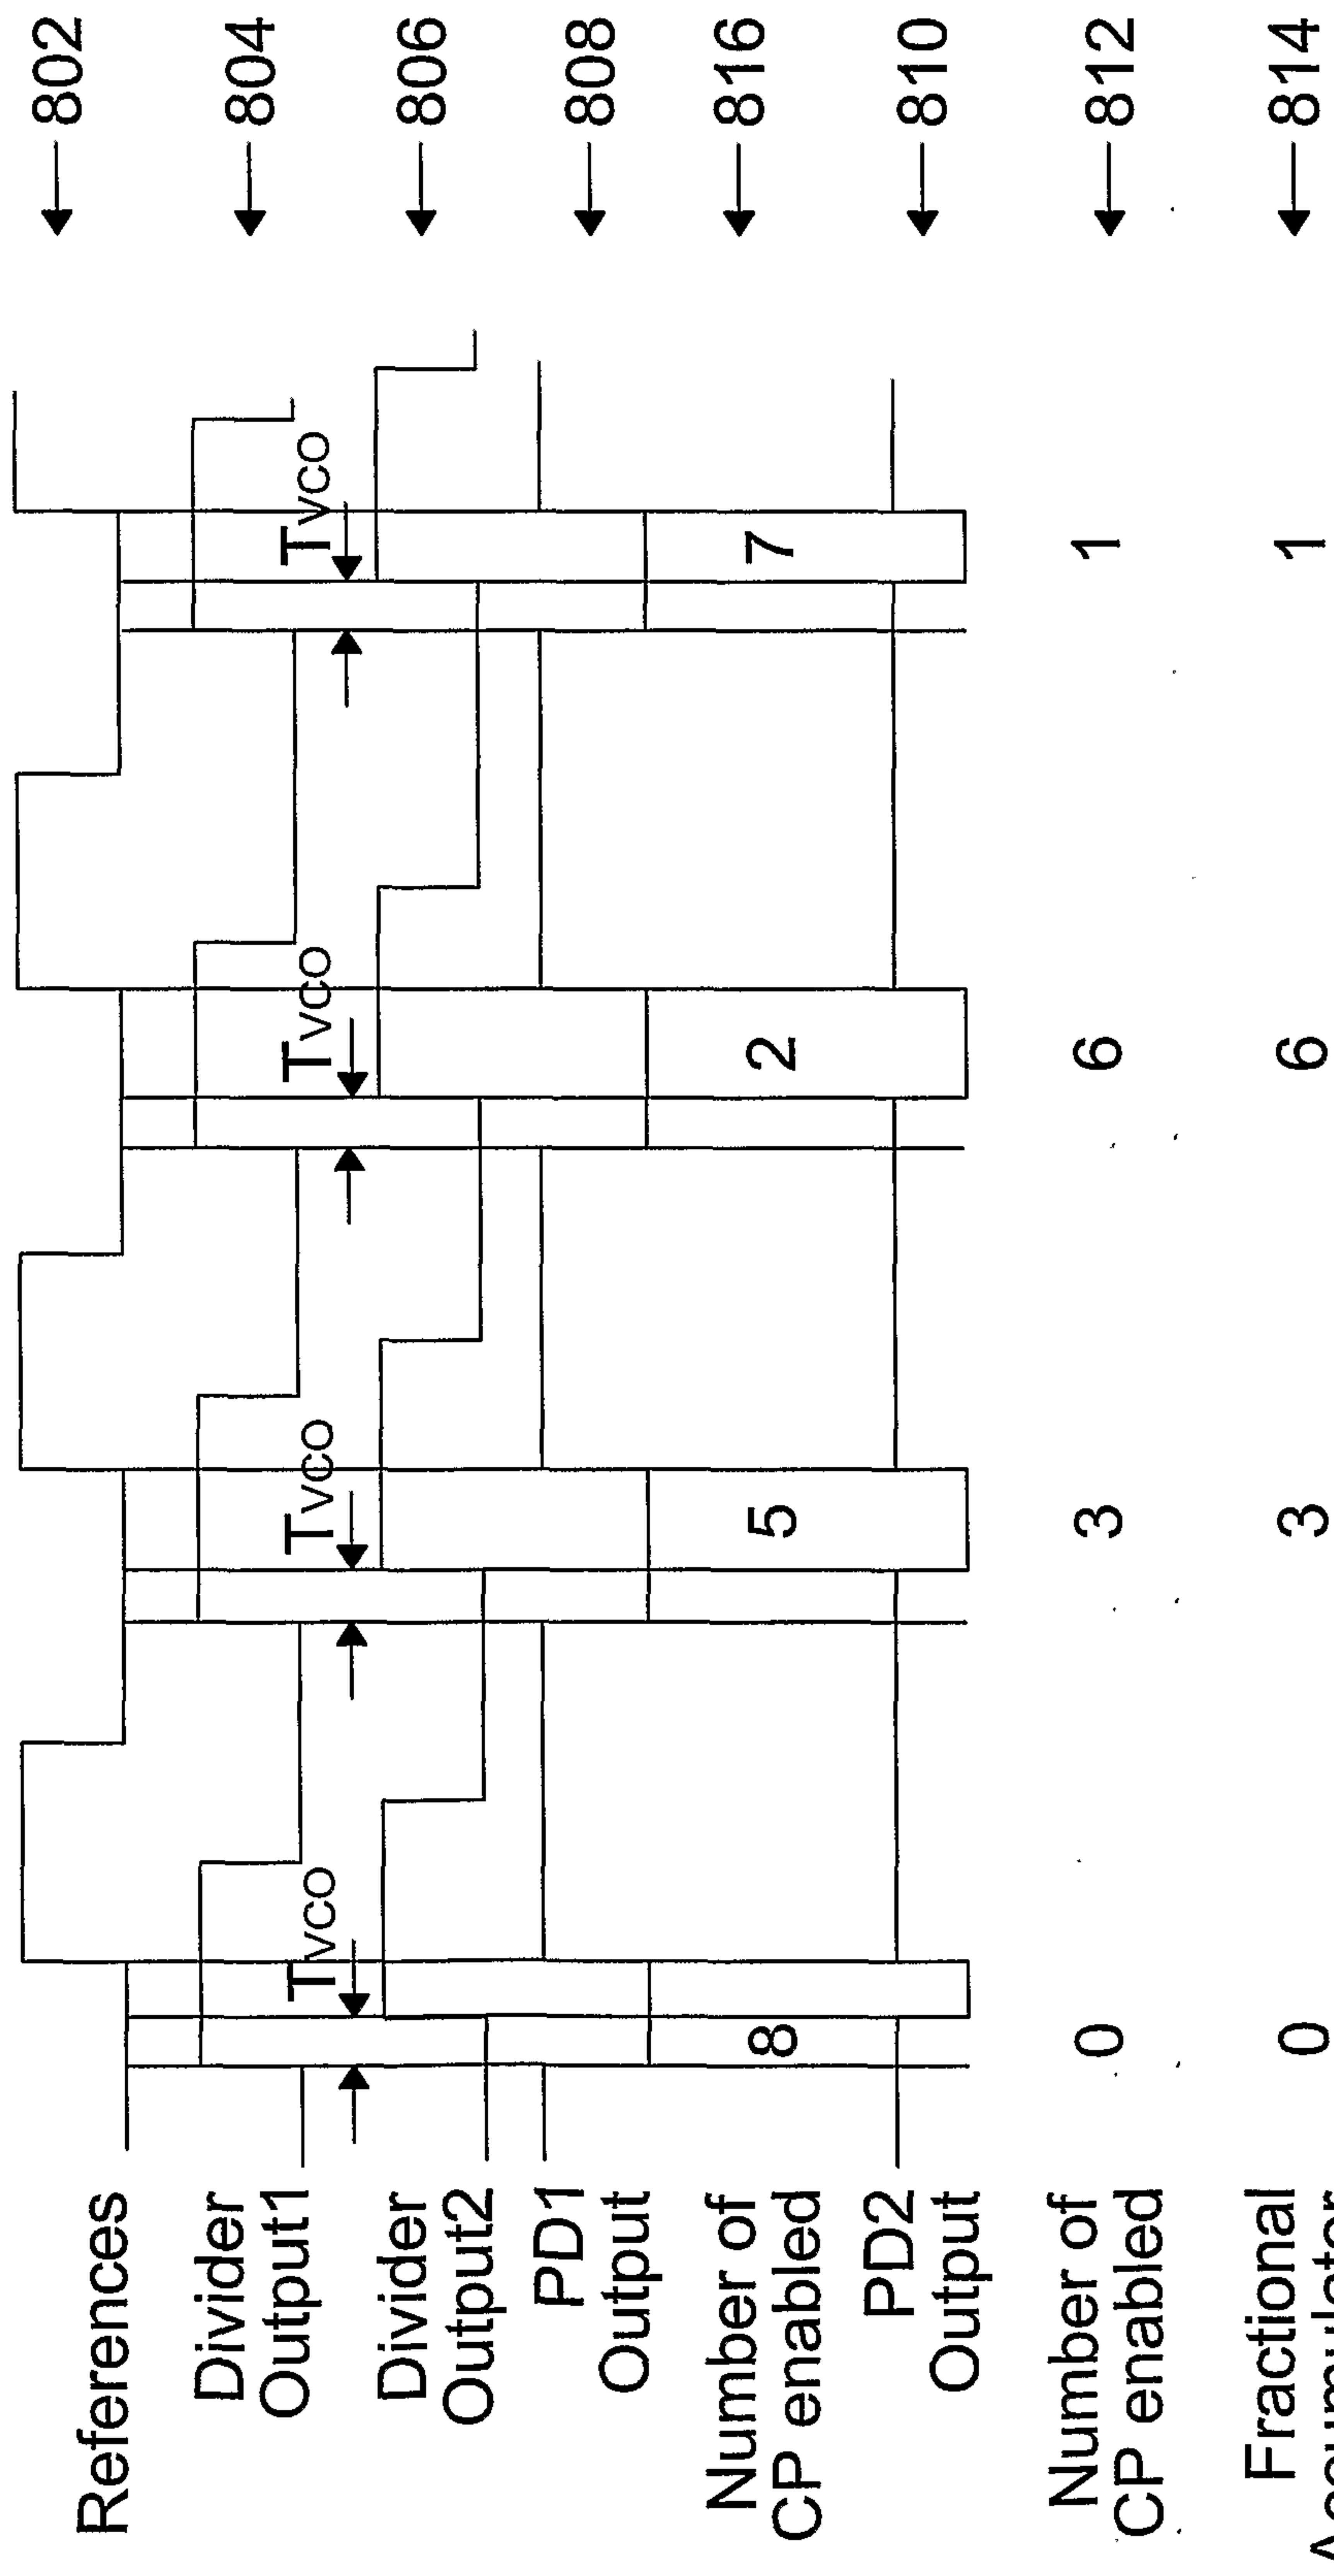 References
802
Divider
Output1
804
TVCO TVCO TVCO TVCO
Divider
Output2
806
PD1
Output
808
Number of
CP enabled
8 5 2 7
816
PD2
Output
810
Number of
CP enabled
0 3 6 1
812
Fractional
0 3 6 1
814